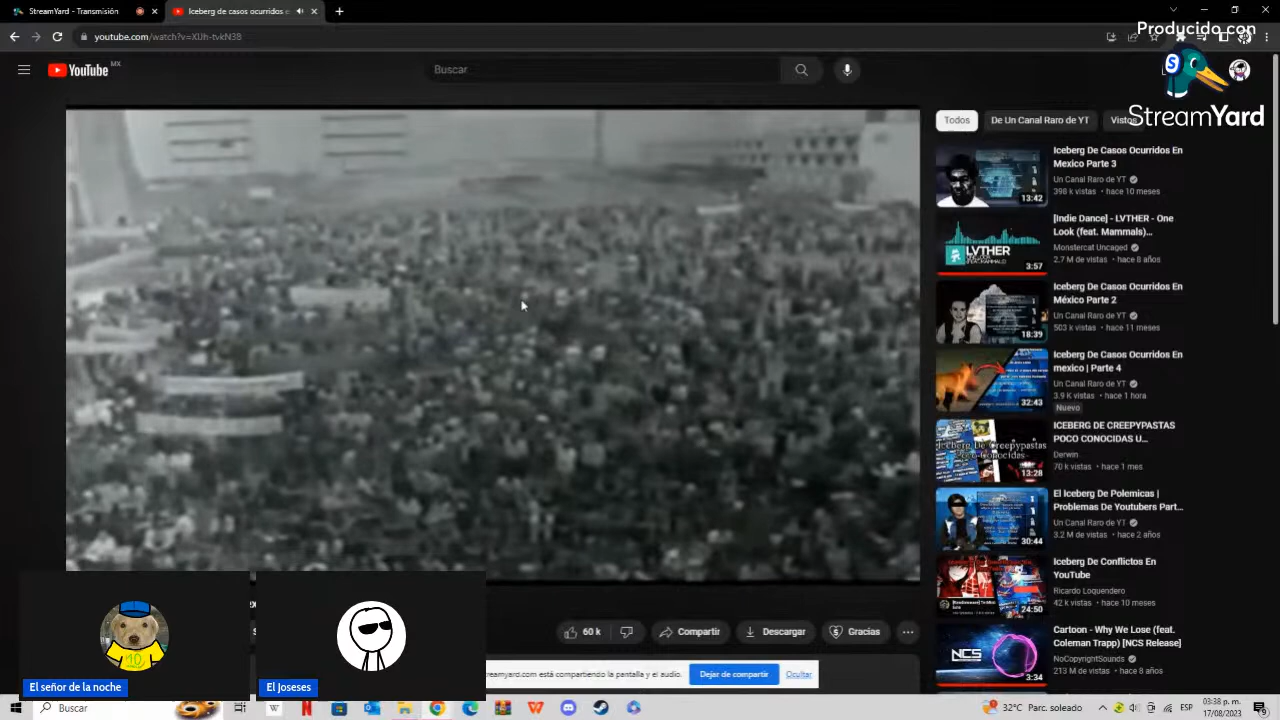 StreamYard - Transmisión
Iceberg de casos ocurridos e
youtube.com/watch?v=XIJh-tvkNl38
Producido con
StreamYard
YouTube MX
Buscar
Todos
De Un Canal Raro de YT
Vistos
Iceberg De Casos Ocurridos En
Mexico Parte 3
Un Canal Raro de YT
398 k vistas • hace 10 meses
13:42
[Indie Dance] - LVTHER - One
Look (feat. Mammals)...
Monstercat Uncaged
2.7 M de vistas • hace 8 años
LVTHER
3:57
Iceberg De Casos Ocurridos En
México Parte 2
Un Canal Raro de YT
503 k vistas • hace 11 meses
18:39
Iceberg De Casos Ocurridos En
mexico | Parte 4
Un Canal Raro de YT
3.9 K vistas • hace 1 hora
Nuevo
32:43
ICEBERG DE CREEPYPASTAS
POCO CONOCIDAS U...
Derwin
70 k vistas • hace 1 mes
Iceberg De Creepypastas
Poco Conocidas
13:28
El Iceberg De Polemicas |
Problemas De Youtubers Part...
Un Canal Raro de YT
3.2 M de vistas • hace 2 años
30:44
Iceberg De Conflictos En
YouTube
Ricardo Loquendero
42 k vistas • hace 10 meses
24:50
Cartoon - Why We Lose (feat.
Coleman Trapp) [NCS Release]
NoCopyrightSounds
213 M de vistas • hace 8 años
NCS
3:34
60 k
Compartir
Descargar
Gracias
10
El señor de la noche
El Joseses
streamyard.com está compartiendo la pantalla y el audio.
Dejar de compartir
Ocultar
Buscar
32°C Parc. soleado
ESP
03:38 p. m.
17/08/2023